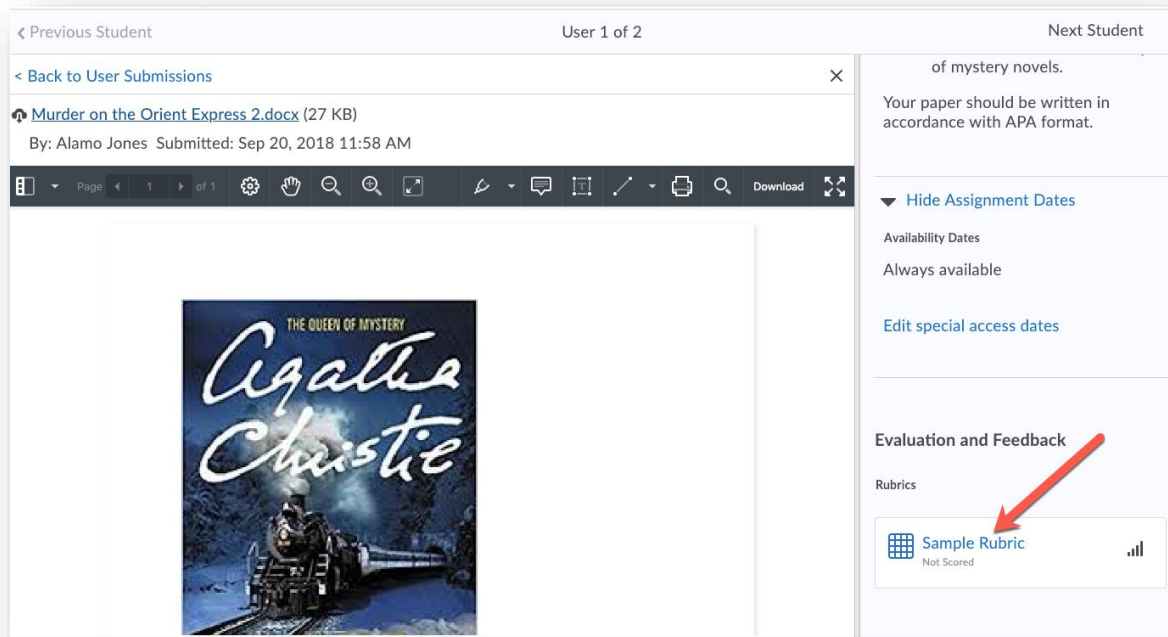 Previous Student
User 1 of 2
Next Student
< Back to User Submissions
Murder on the Orient Express 2.docx (27 KB)
By: Alamo Jones Submitted: Sep 20, 2018 11:58 AM
Page 1 of 1
Download
THE QUEEN OF MYSTERY
Agatha
Christie
of mystery novels.
Your paper should be written in
accordance with APA format.
Hide Assignment Dates
Availability Dates
Always available
Edit special access dates
Evaluation and Feedback
Rubrics
Sample Rubric
Not Scored